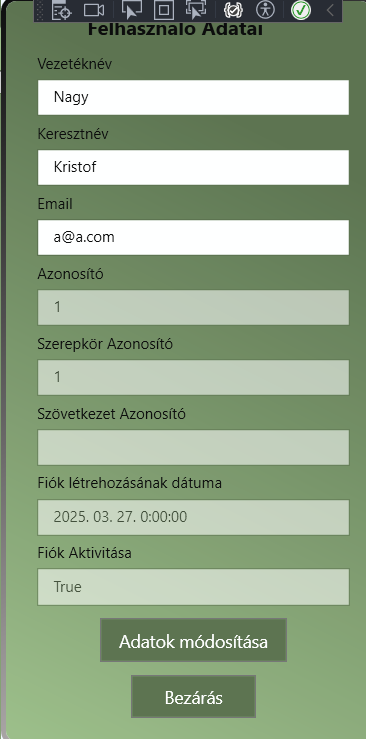 Felhasználó Adatai
Vezetéknév
Nagy
Keresztnév
Kristof
Email
a@a.com
Azonosító
1
Szerepkör Azonosító
1
Szövetkezet Azonosító
Fiók létrehozásának dátuma
2025. 03. 27. 0:00:00
Fiók Aktivitása
True
Adatok módosítása
Bezárás